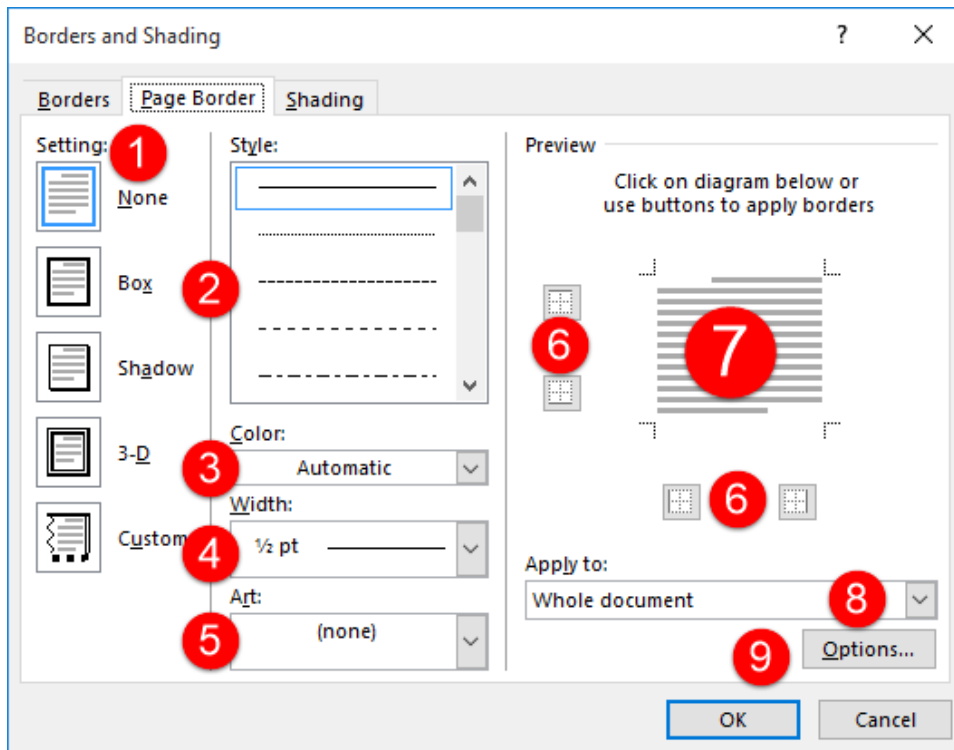 Borders and Shading ?
Borders Page Border Shading
Setting: 1
None
Box
Shadow
3-D
Custom
Style:
2
Color:
3 Automatic
Width:
4 ½ pt
Art:
5 (none)
Preview
Click on diagram below or
use buttons to apply borders
6
7
6
Apply to:
Whole document 8
9 Options...
OK Cancel